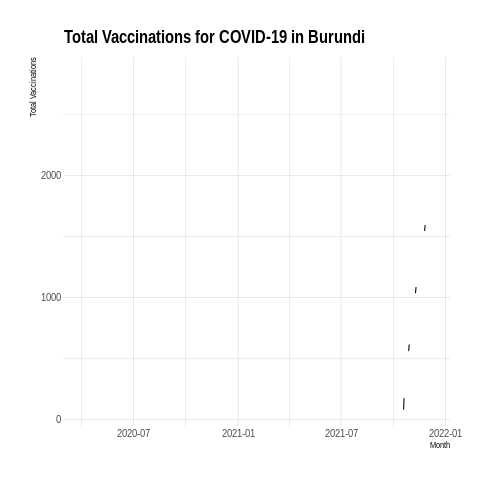 Total Vaccinations for COVID-19 in Burundi
Total Vaccinations
2000
1000
0
2020-07 2021-01 2021-07 2022-01
Month